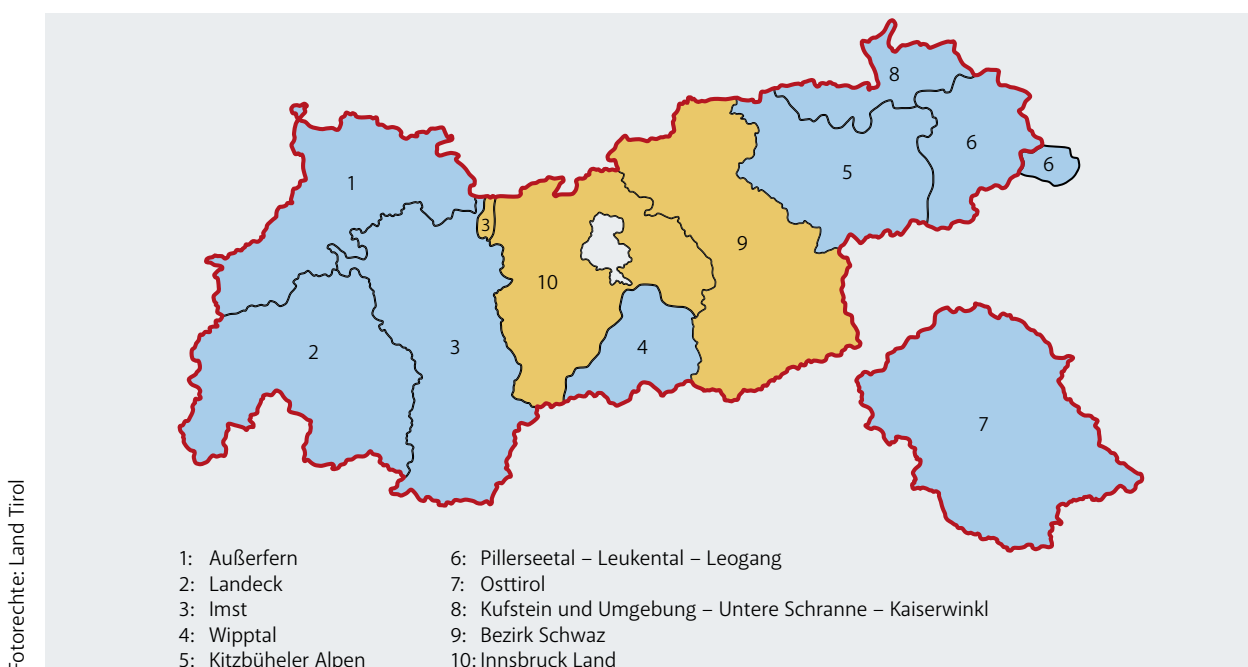 8
6
6
1
5
3
9
10
4
2
3
7
1: Außerfern
2: Landeck
3: Imst
4: Wipptal
5: Kitzbüheler Alpen
6: Pillerseetal – Leukental – Leogang
7: Osttirol
8: Kufstein und Umgebung – Untere Schranne – Kaiserwinkl
9: Bezirk Schwaz
10: Innsbruck Land
Fotorechte: Land Tirol